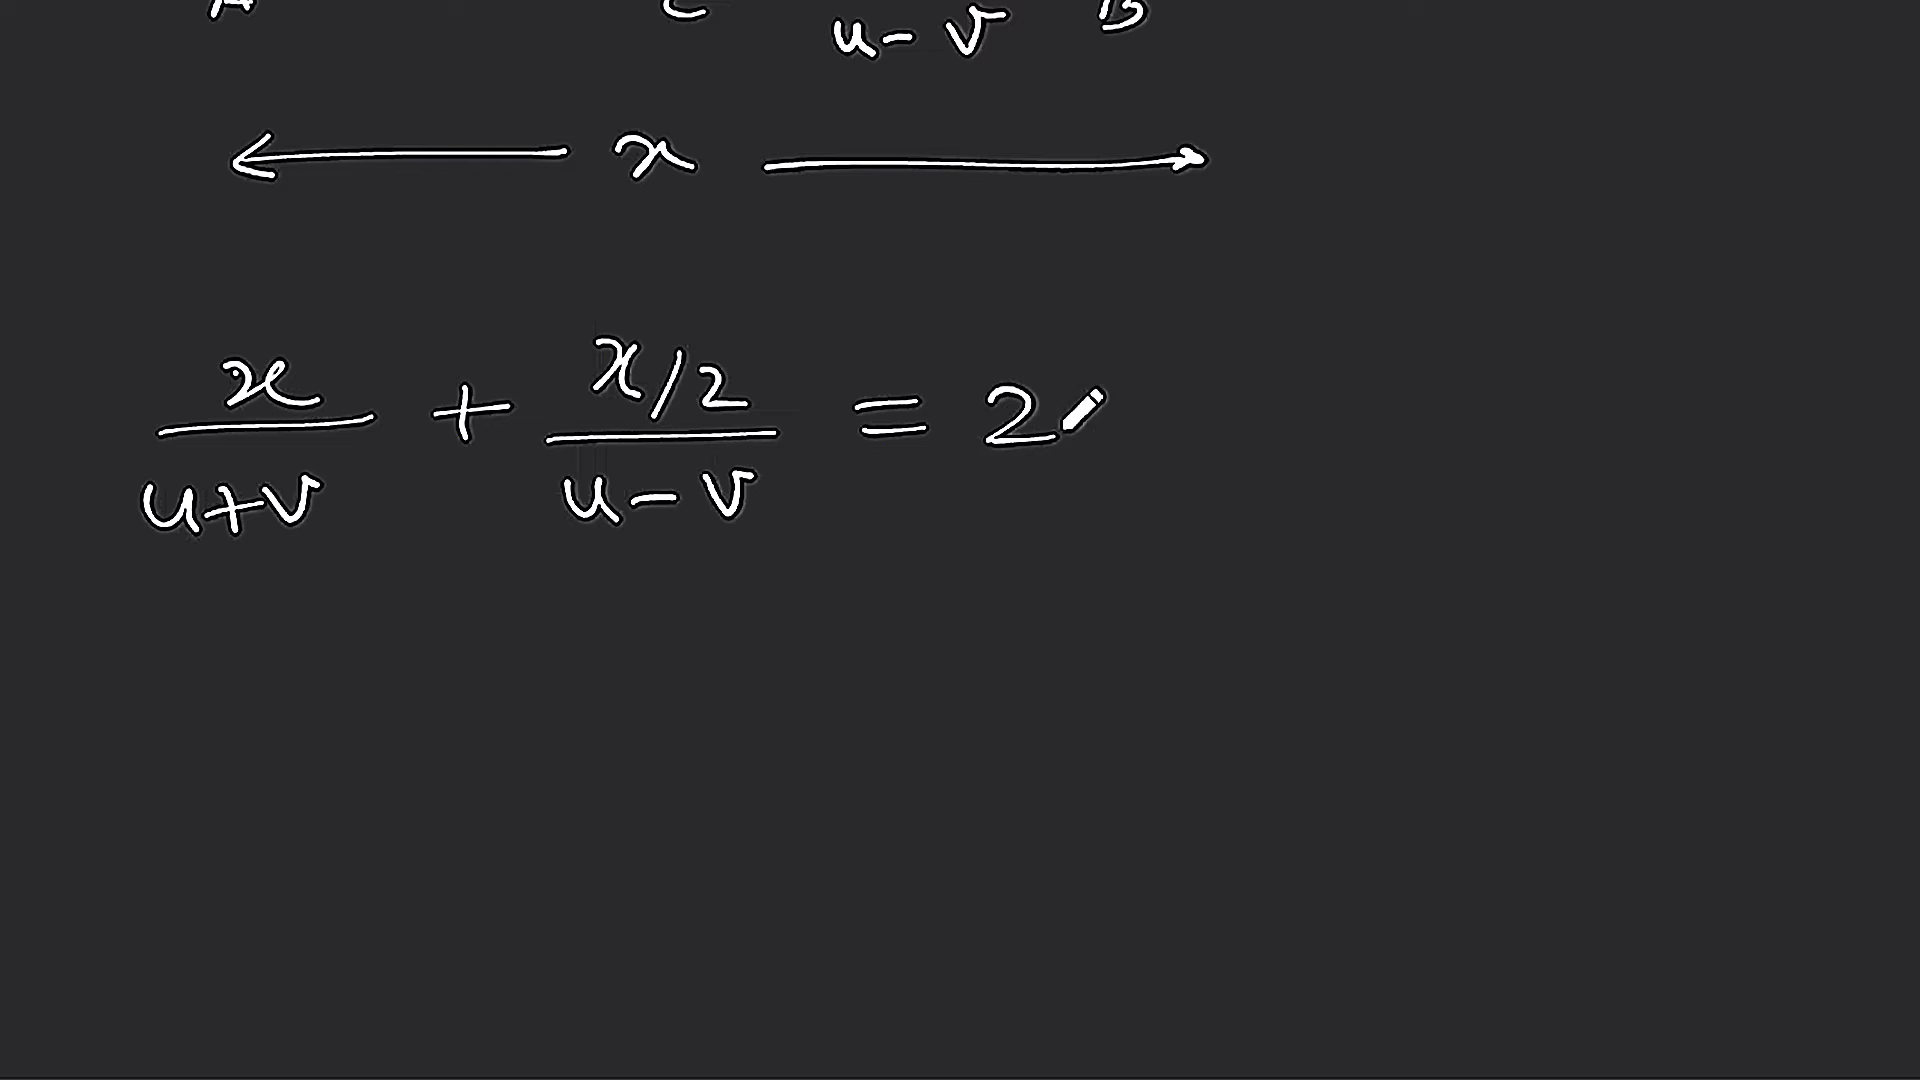 A C B
u - v
x
x/(u+v) + (x/2)/(u-v) = 2